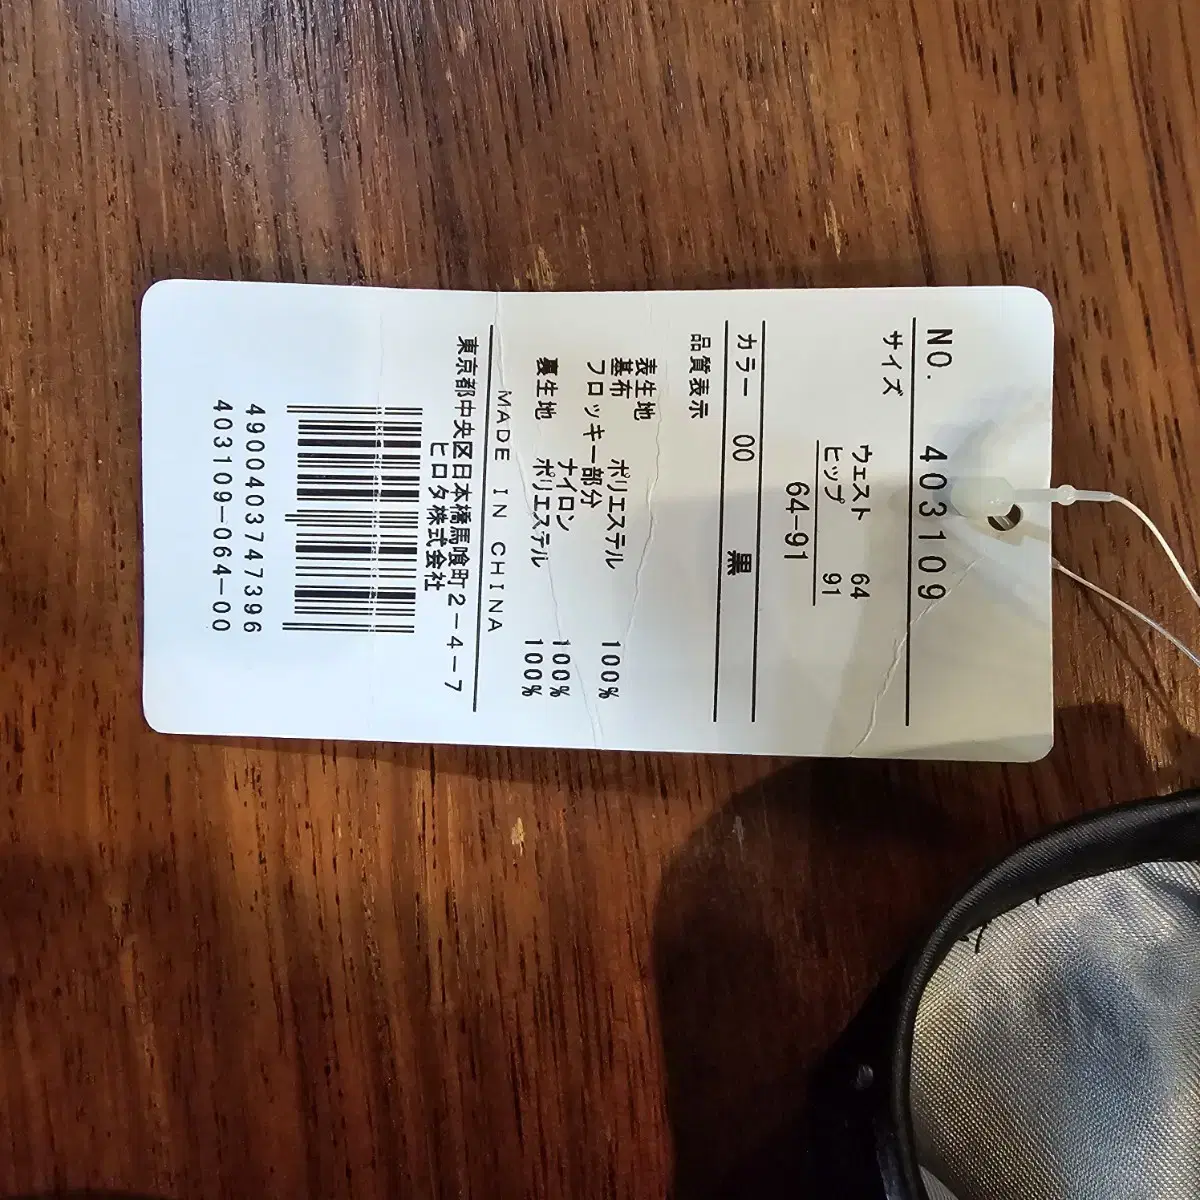 NO. 403109
サイズ
ウェスト 64
ヒップ 91
64-91
カラー 00 黒
品質表示
表生地
基布 ポリエステル 100%
フロッキー部分
ナイロン 100%
裏生地 ポリエステル 100%
MADE IN CHINA
東京都中央区日本橋馬喰町2-4-7
ヒロタ株式会社
4900403747396
403109-064-00